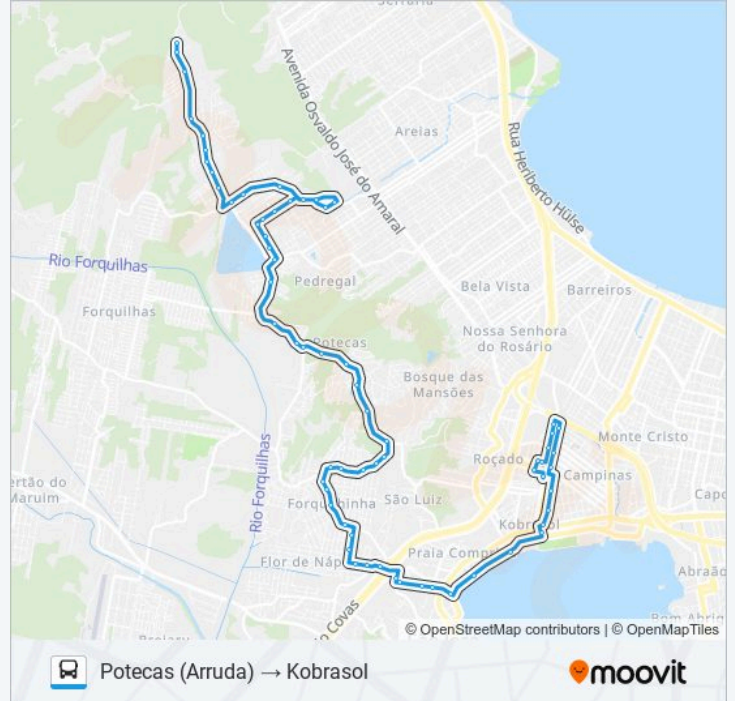 Serraria
Avenida Osvaldo José do Amaral
Areias
Rua Heriberto Hülse
Rio Forquilhas
Pedregal
Bela Vista
Barreiros
Forquilhas
Nossa Senhora
do Rosário
Potecas
Bosque das
Mansões
Monte Cristo
Roçado
Campinas
ertão do
Maruim
Rio Forquilhas
São Luiz
Capo
Kobrasol
Praia Comp
Flor de Náp
Abraão
o Covas
© OpenStreetMap contributors | © OpenMapTiles
Potecas (Arruda) → Kobrasol
moovit